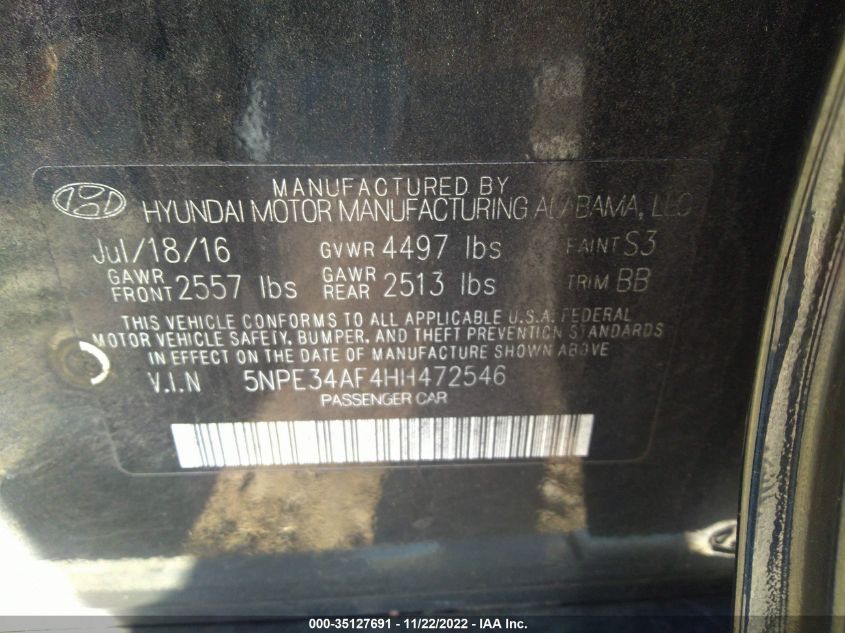 MANUFACTURED BY
HYUNDAI MOTOR MANUFACTURING ALABAMA, LLC
Jul/18/16 GVWR 4497 lbs PAINT S3
GAWR FRONT 2557 lbs GAWR REAR 2513 lbs TRIM BB
THIS VEHICLE CONFORMS TO ALL APPLICABLE U.S.A. FEDERAL
MOTOR VEHICLE SAFETY, BUMPER, AND THEFT PREVENTION STANDARDS
IN EFFECT ON THE DATE OF MANUFACTURE SHOWN ABOVE
V.I.N 5NPE34AF4HH472546
PASSENGER CAR
000-35127691 - 11/22/2022 - IAA Inc.